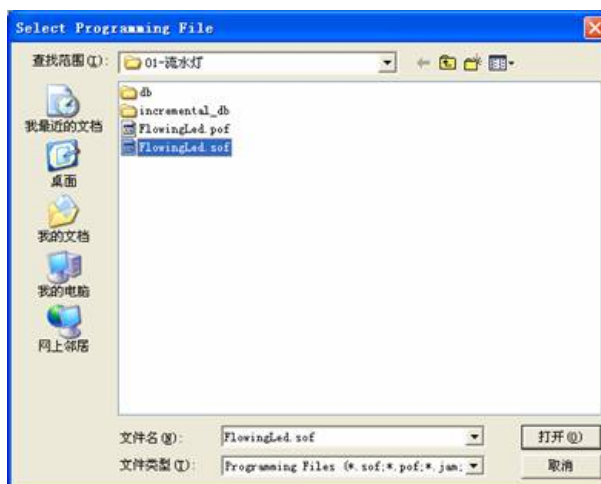 Select Programming File
查找范围(I):
01-流水灯
我最近的文档
桌面
我的文档
我的电脑
网上邻居
db
incremental_db
FlowingLed.pof
FlowingLed.sof
文件名(N):
FlowingLed.sof
打开(O)
文件类型(T):
Programming Files (*.sof;*.pof;*.jam;
取消